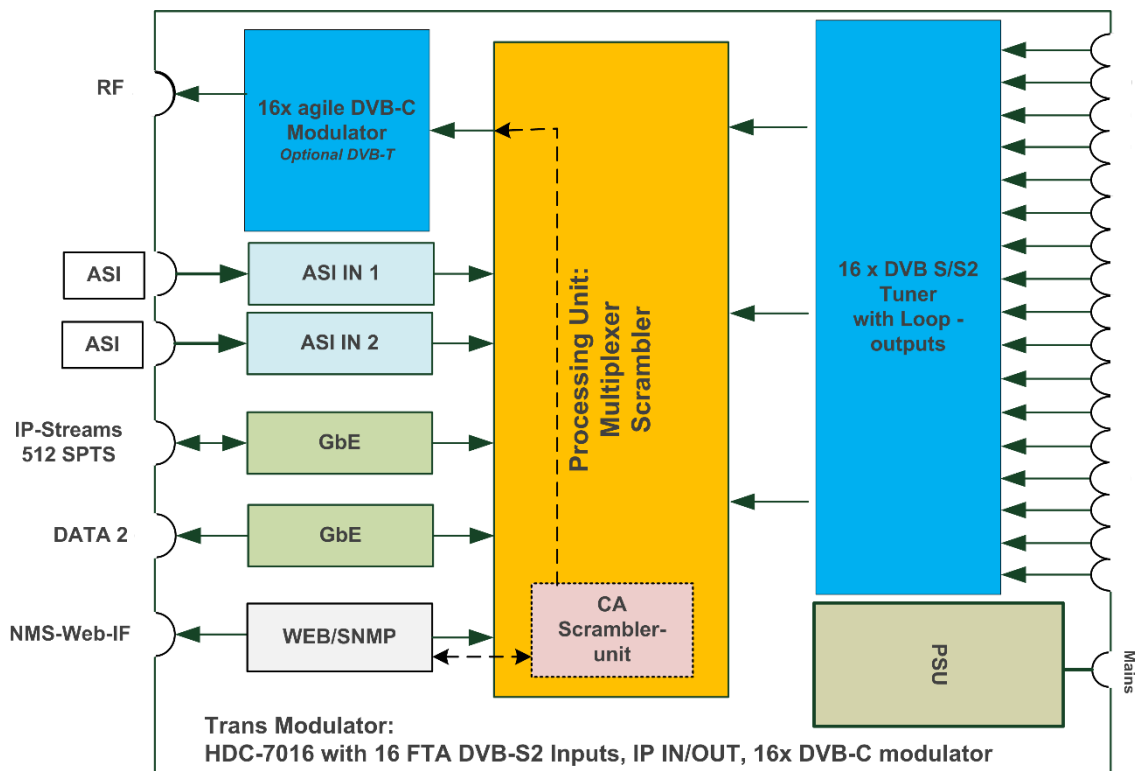 RF
16x agile DVB-C
Modulator
Optional DVB-T
ASI
ASI IN 1
ASI
ASI IN 2
IP-Streams
512 SPTS
GbE
DATA 2
GbE
NMS-Web-IF
WEB/SNMP
Processing Unit:
Multiplexer
Scrambler
CA
Scrambler-
unit
16 x DVB S/S2
Tuner
with Loop -
outputs
PSU
Mains
Trans Modulator:
HDC-7016 with 16 FTA DVB-S2 Inputs, IP IN/OUT, 16x DVB-C modulator